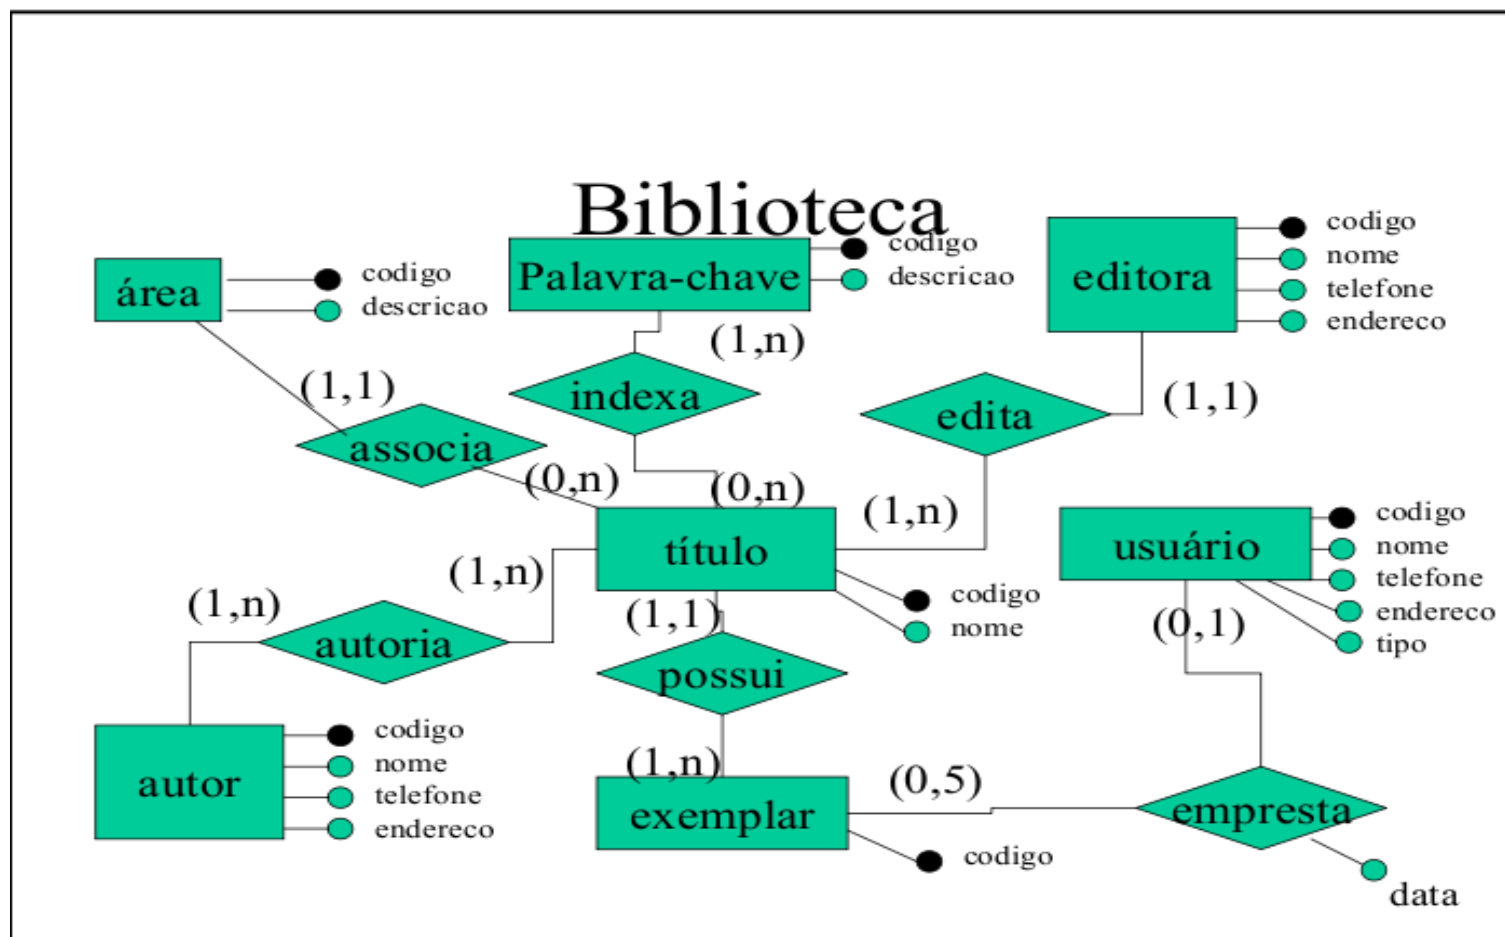 Biblioteca
área
codigo
descricao
Palavra-chave
codigo
descricao
editora
codigo
nome
telefone
endereco
(1,1)
associa
(0,n)
(1,n)
indexa
(0,n)
edita
(1,1)
(1,n)
título
codigo
nome
usuário
codigo
nome
telefone
endereco
tipo
(1,n)
autoria
(1,n)
(1,1)
possui
(1,n)
(0,1)
autor
codigo
nome
telefone
endereco
exemplar
codigo
(0,5)
empresta
data